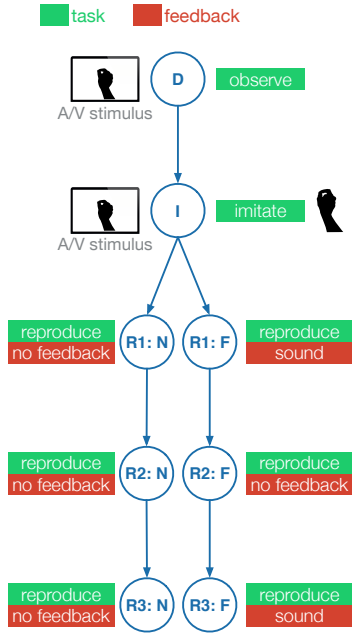 task feedback
D observe
A/V stimulus
I imitate
A/V stimulus
reproduce R1: N R1: F reproduce
no feedback sound
reproduce R2: N R2: F reproduce
no feedback no feedback
reproduce R3: N R3: F reproduce
no feedback sound